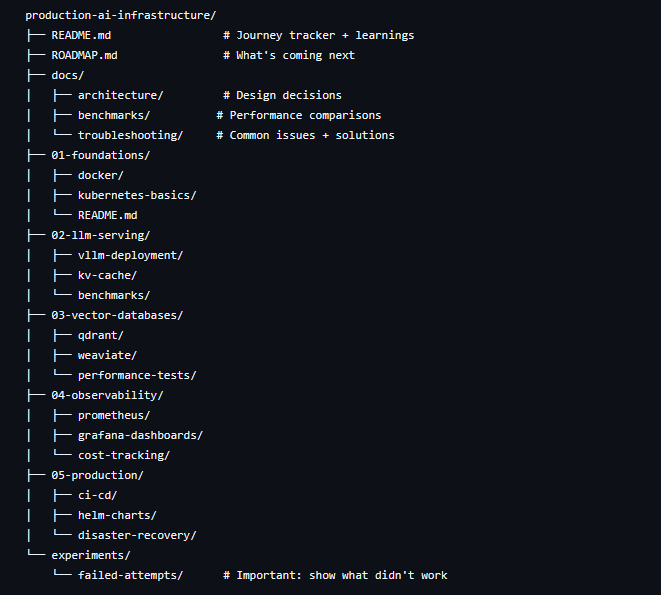 production-ai-infrastructure/
├── README.md                 # Journey tracker + learnings
├── ROADMAP.md                # What's coming next
├── docs/
│   ├── architecture/         # Design decisions
│   ├── benchmarks/          # Performance comparisons
│   └── troubleshooting/     # Common issues + solutions
├── 01-foundations/
│   ├── docker/
│   ├── kubernetes-basics/
│   └── README.md
├── 02-llm-serving/
│   ├── vllm-deployment/
│   ├── kv-cache/
│   └── benchmarks/
├── 03-vector-databases/
│   ├── qdrant/
│   ├── weaviate/
│   └── performance-tests/
├── 04-observability/
│   ├── prometheus/
│   ├── grafana-dashboards/
│   └── cost-tracking/
├── 05-production/
│   ├── ci-cd/
│   ├── helm-charts/
│   └── disaster-recovery/
└── experiments/
    └── failed-attempts/      # Important: show what didn't work